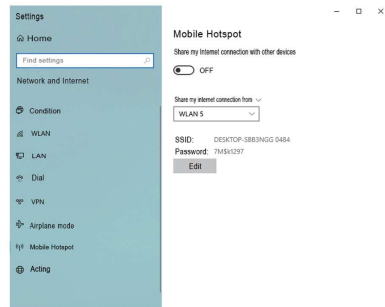 Settings
Home
Find settings
Network and Internet
Condition
WLAN
LAN
Dial
VPN
Airplane mode
Mobile Hotspot
Acting
Mobile Hotspot
Share my Internet connection with other devices
OFF
Share my internet connection from
WLAN 5
SSID: DESKTOP-SBB3NGG 0484
Password: 7M$k1297
Edit